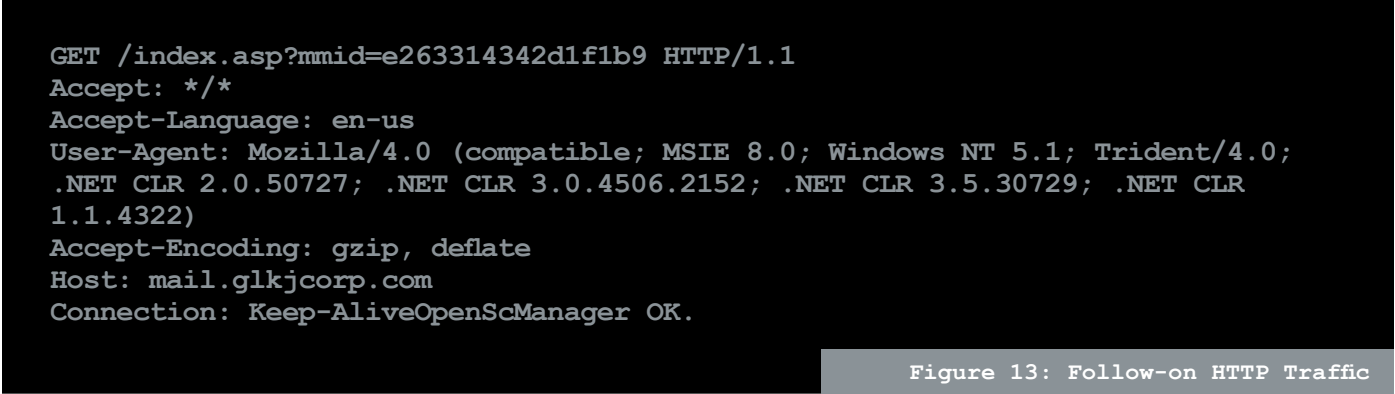 GET /index.asp?mmid=e263314342d1f1b9 HTTP/1.1
Accept: */*
Accept-Language: en-us
User-Agent: Mozilla/4.0 (compatible; MSIE 8.0; Windows NT 5.1; Trident/4.0;
.NET CLR 2.0.50727; .NET CLR 3.0.4506.2152; .NET CLR 3.5.30729; .NET CLR
1.1.4322)
Accept-Encoding: gzip, deflate
Host: mail.glkjcorp.com
Connection: Keep-AliveOpenScManager OK.
Figure 13: Follow-on HTTP Traffic